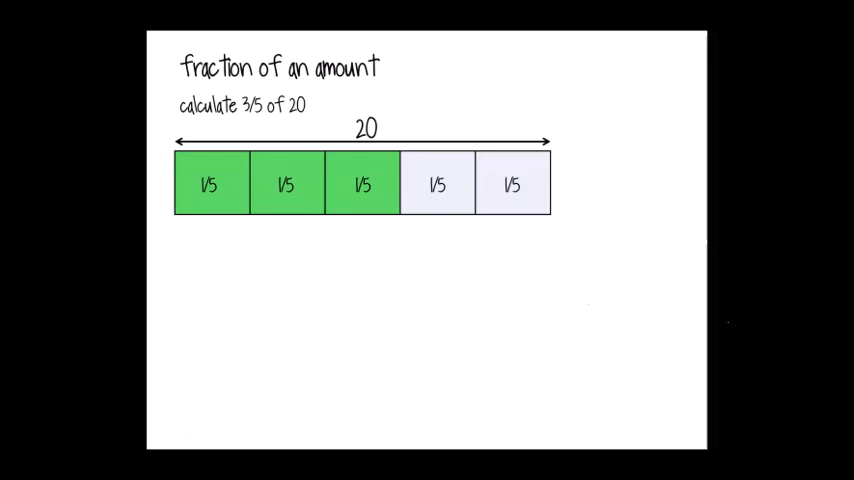 fraction of an amount
calculate 3/5 of 20
20
1/5 1/5 1/5 1/5 1/5